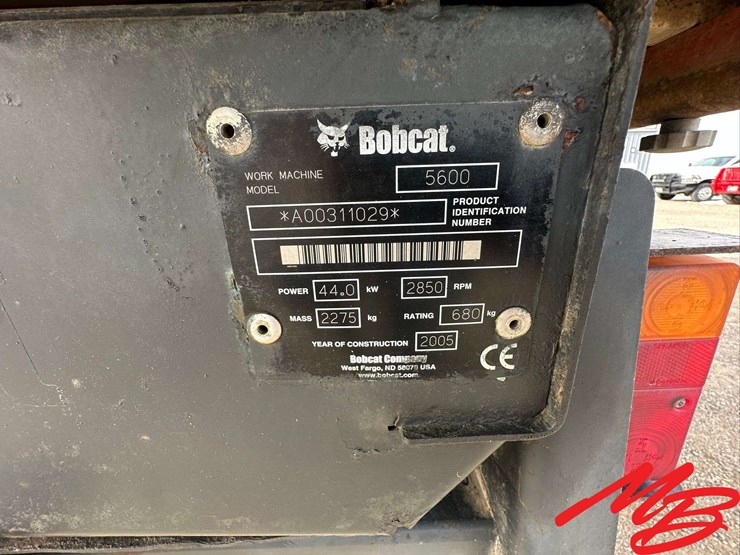 Bobcat®
WORK MACHINE
MODEL
5600
*A00311029*
PRODUCT
IDENTIFICATION
NUMBER
POWER 44.0 kW 2850 RPM
MASS 2275 kg RATING 680 kg
YEAR OF CONSTRUCTION 2005
Bobcat Company
West Fargo, ND 58078 USA
www.bobcat.com
CE
MB